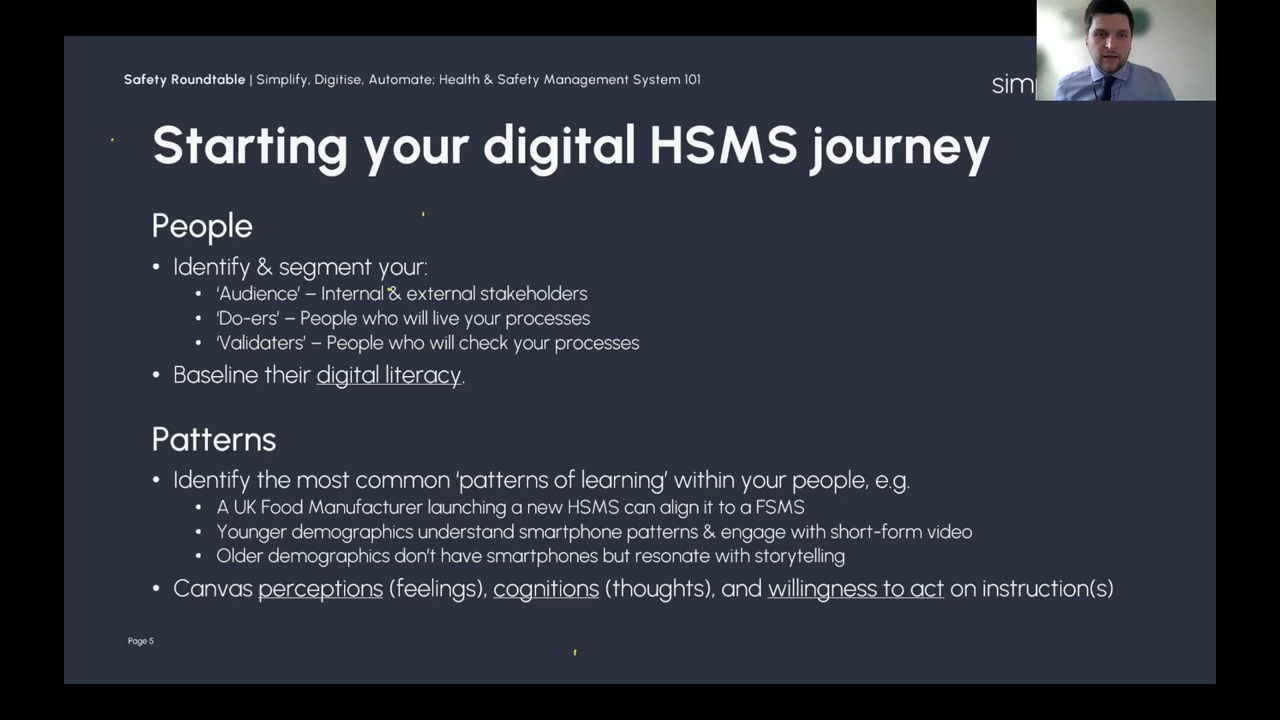 Safety Roundtable | Simplify, Digitise, Automate; Health & Safety Management System 101
Starting your digital HSMS journey
People
• Identify & segment your:
• ‘Audience’ – Internal & external stakeholders
• ‘Do-ers’ – People who will live your processes
• ‘Validaters’ – People who will check your processes
• Baseline their digital literacy.
Patterns
• Identify the most common ‘patterns of learning’ within your people, e.g.
• A UK Food Manufacturer launching a new HSMS can align it to a FSMS
• Younger demographics understand smartphone patterns & engage with short-form video
• Older demographics don’t have smartphones but resonate with storytelling
• Canvas perceptions (feelings), cognitions (thoughts), and willingness to act on instruction(s)
Page 5